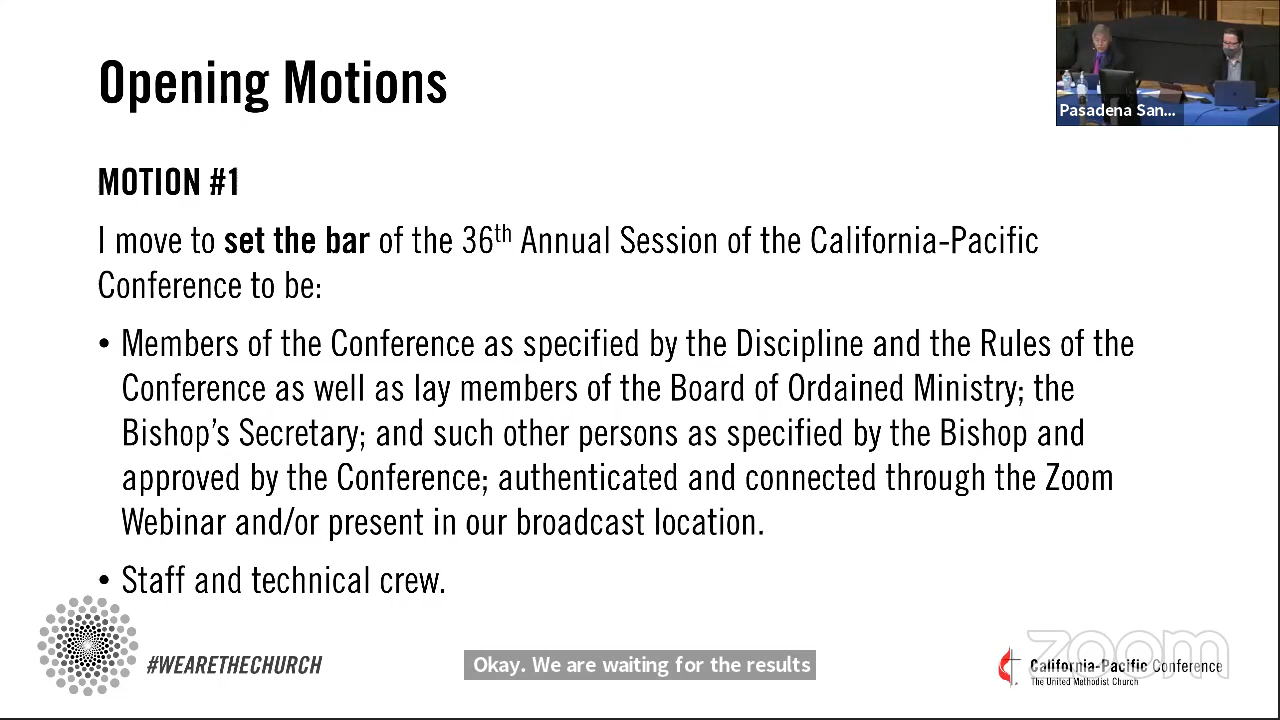 Opening Motions
Pasadena San...
MOTION #1
I move to set the bar of the 36th Annual Session of the California-Pacific
Conference to be:
• Members of the Conference as specified by the Discipline and the Rules of the
Conference as well as lay members of the Board of Ordained Ministry; the
Bishop’s Secretary; and such other persons as specified by the Bishop and
approved by the Conference; authenticated and connected through the Zoom
Webinar and/or present in our broadcast location.
• Staff and technical crew.
#WEARETHECHURCH
Okay. We are waiting for the results
zoom
California-Pacific Conference
The United Methodist Church